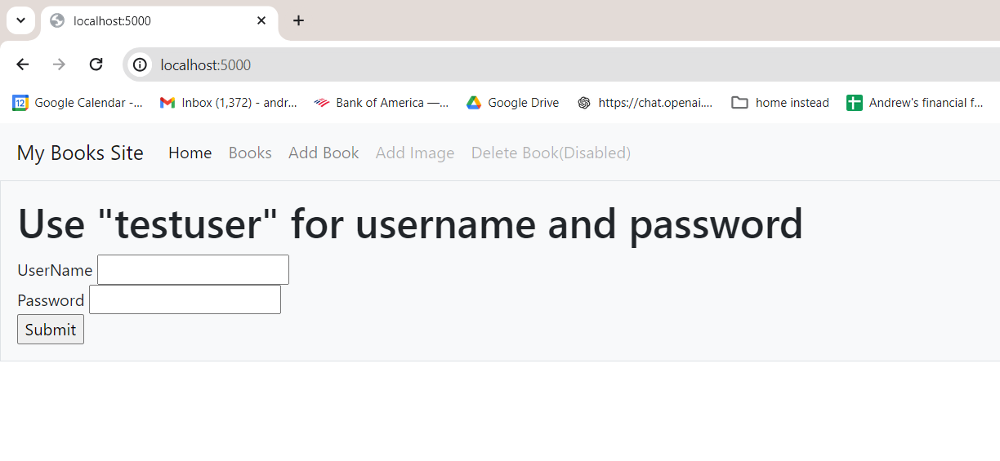 localhost:5000
localhost:5000
12 Google Calendar -... Inbox (1,372) - andr... Bank of America —... Google Drive https://chat.openai.... home instead Andrew's financial f...
My Books Site Home Books Add Book Add Image Delete Book(Disabled)
Use "testuser" for username and password
UserName
Password
Submit